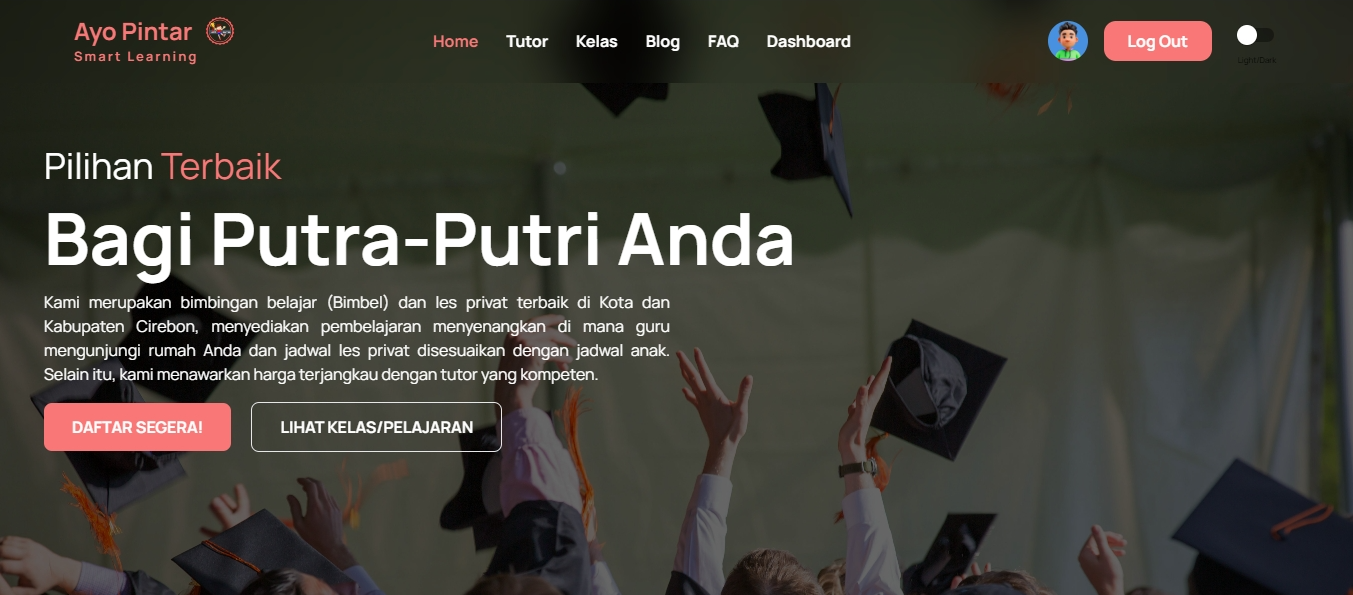 Ayo Pintar
Smart Learning
Home Tutor Kelas Blog FAQ Dashboard
Log Out
Light/Dark
Pilihan Terbaik
Bagi Putra-Putri Anda
Kami merupakan bimbingan belajar (Bimbel) dan les privat terbaik di Kota dan
Kabupaten Cirebon, menyediakan pembelajaran menyenangkan di mana guru
mengunjungi rumah Anda dan jadwal les privat disesuaikan dengan jadwal anak.
Selain itu, kami menawarkan harga terjangkau dengan tutor yang kompeten.
DAFTAR SEGERA! LIHAT KELAS/PELAJARAN